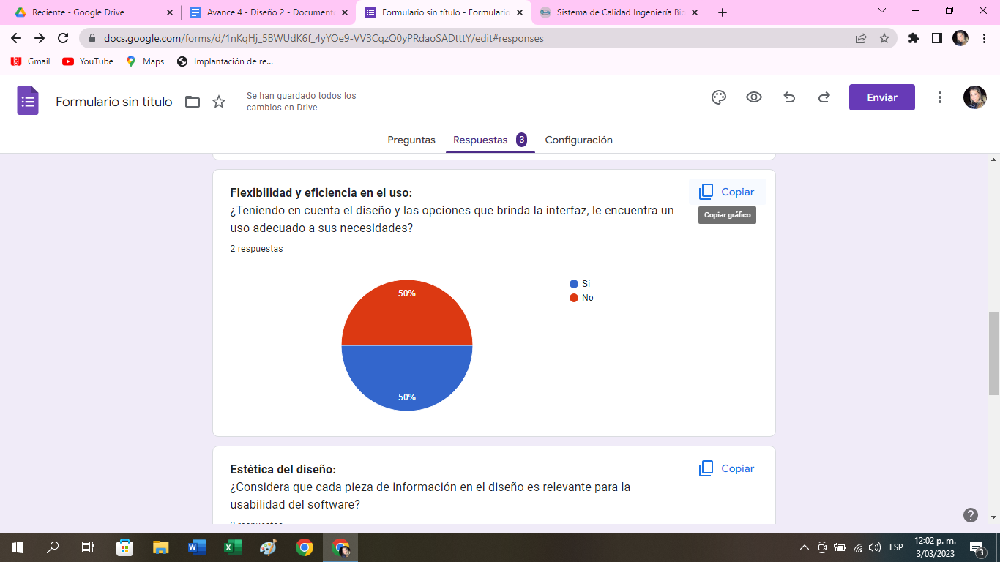 Reciente - Google Drive
Avance 4 - Diseño 2 - Document
Formulario sin título - Formulario
Sistema de Calidad Ingeniería Bio
docs.google.com/forms/d/1nKqHj_5BWUdK6f_4yYOe9-VV3CqzQ0yPRdaoSADtttY/edit#responses
Gmail
YouTube
Maps
Implantación de re...
Formulario sin título
Se han guardado todos los
cambios en Drive
Enviar
Preguntas
Respuestas 3
Configuración
Flexibilidad y eficiencia en el uso:
Copiar
¿Teniendo en cuenta el diseño y las opciones que brinda la interfaz, le encuentra un
Copiar gráfico
uso adecuado a sus necesidades?
2 respuestas
Sí
No
50%
50%
Estética del diseño:
Copiar
¿Considera que cada pieza de información en el diseño es relevante para la
usabilidad del software?
ESP
12:02 p. m.
3/03/2023
3